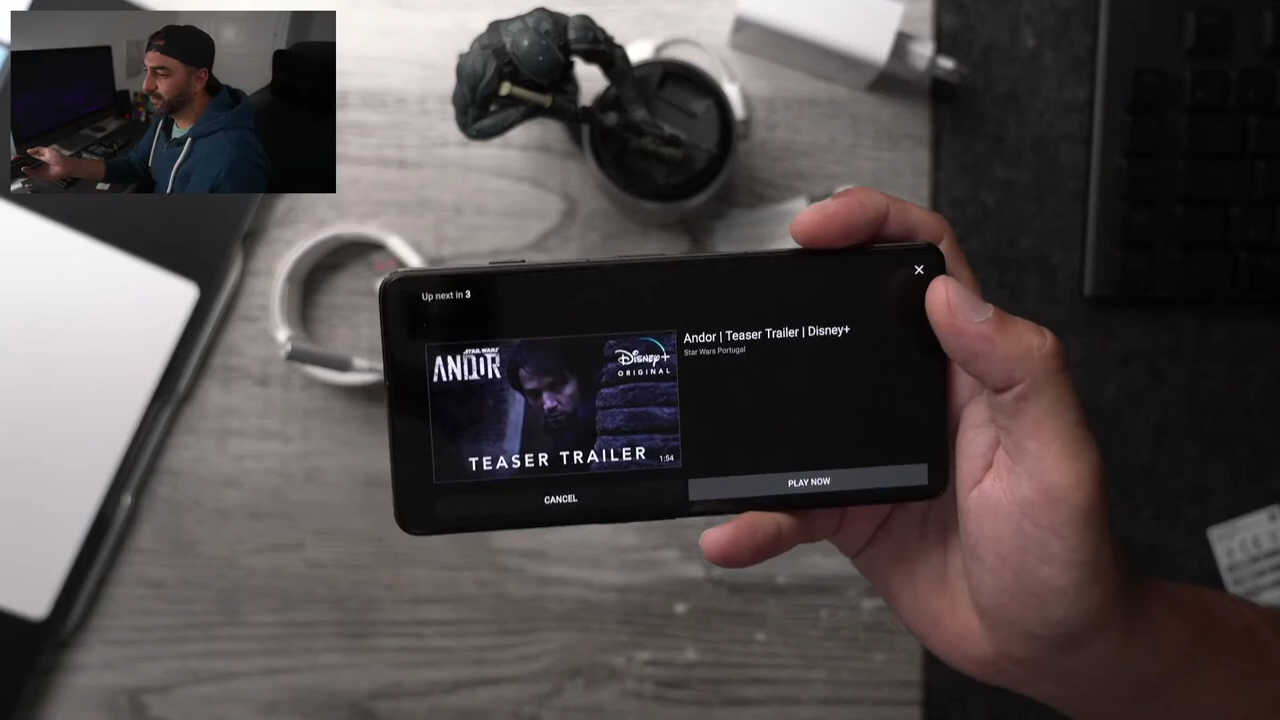 Up next in 3
Andor | Teaser Trailer | Disney+
Star Wars Portugal
STAR WARS
ANDOR
Disney+
ORIGINAL
TEASER TRAILER
1:54
CANCEL
PLAY NOW